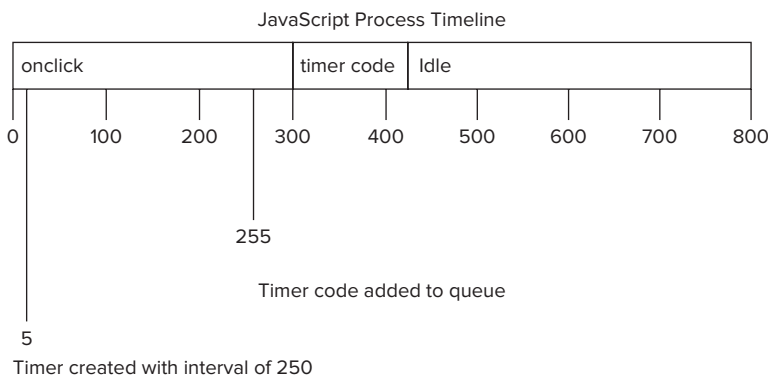 JavaScript Process Timeline
onclick timer code Idle
0 100 200 300 400 500 600 700 800
255
Timer code added to queue
5
Timer created with interval of 250